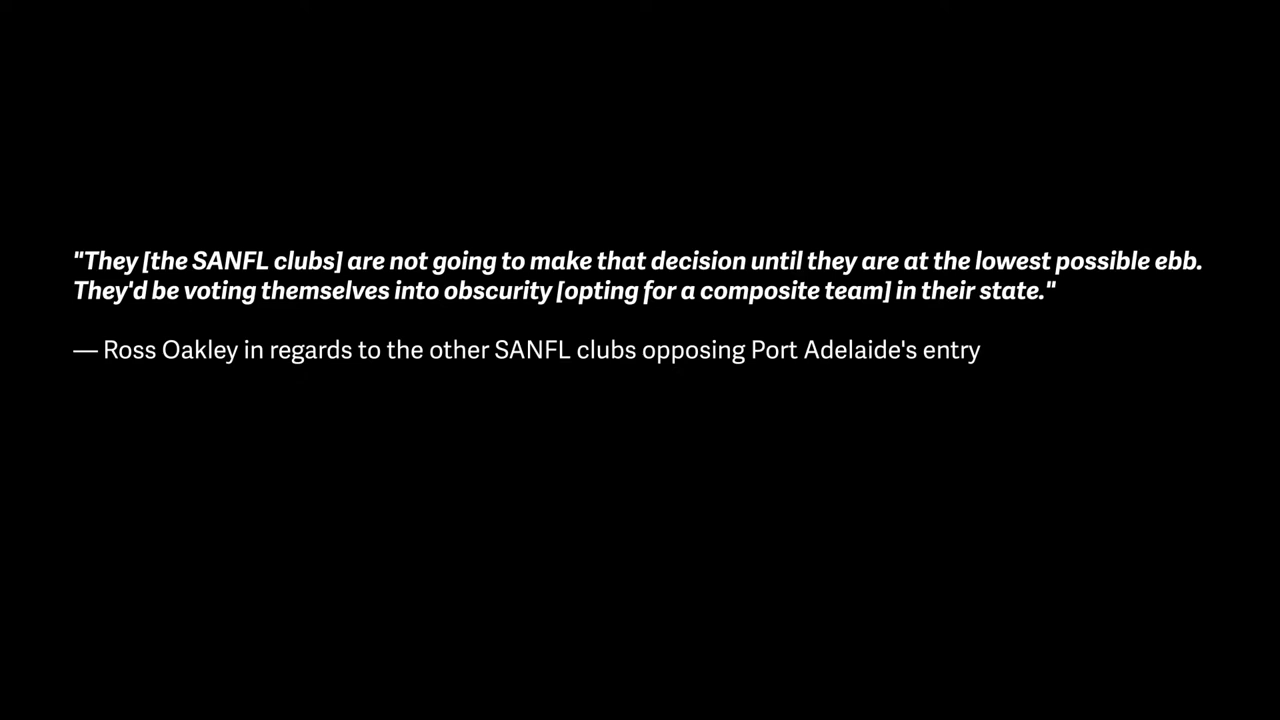 "They [the SANFL clubs] are not going to make that decision until they are at the lowest possible ebb.
They'd be voting themselves into obscurity [opting for a composite team] in their state."
— Ross Oakley in regards to the other SANFL clubs opposing Port Adelaide's entry